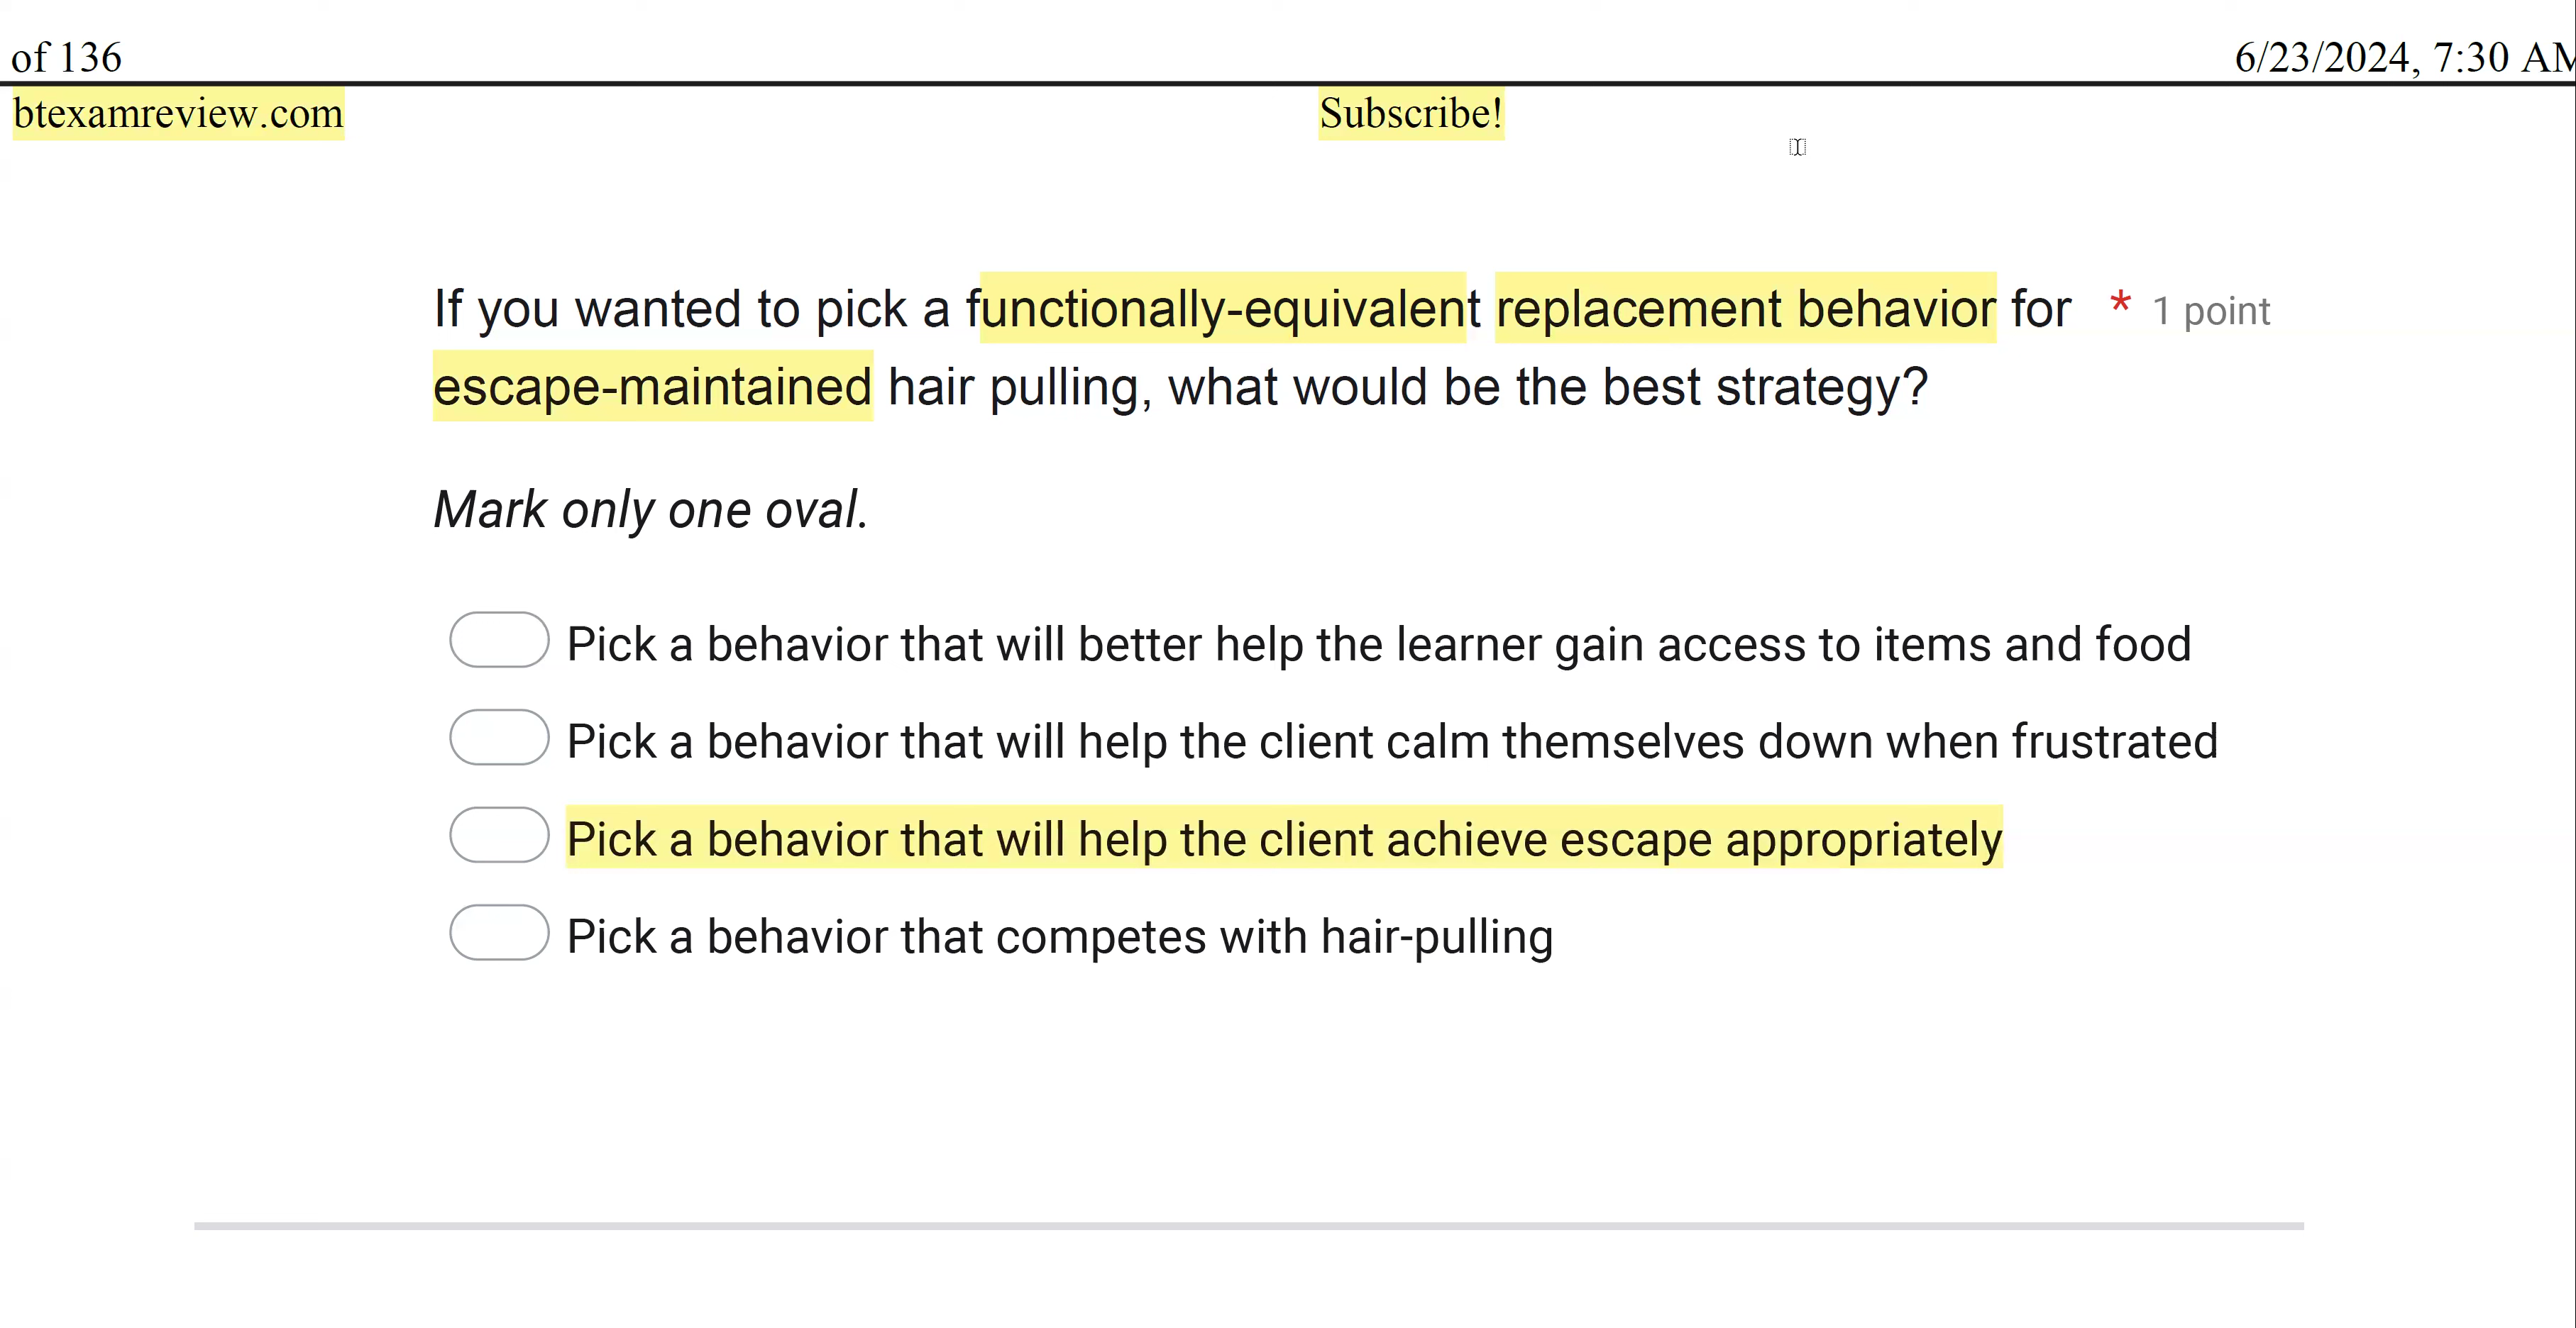 of 136
6/23/2024, 7:30 AM
btexamreview.com
Subscribe!
If you wanted to pick a functionally-equivalent replacement behavior for * 1 point
escape-maintained hair pulling, what would be the best strategy?
Mark only one oval.
Pick a behavior that will better help the learner gain access to items and food
Pick a behavior that will help the client calm themselves down when frustrated
Pick a behavior that will help the client achieve escape appropriately
Pick a behavior that competes with hair-pulling